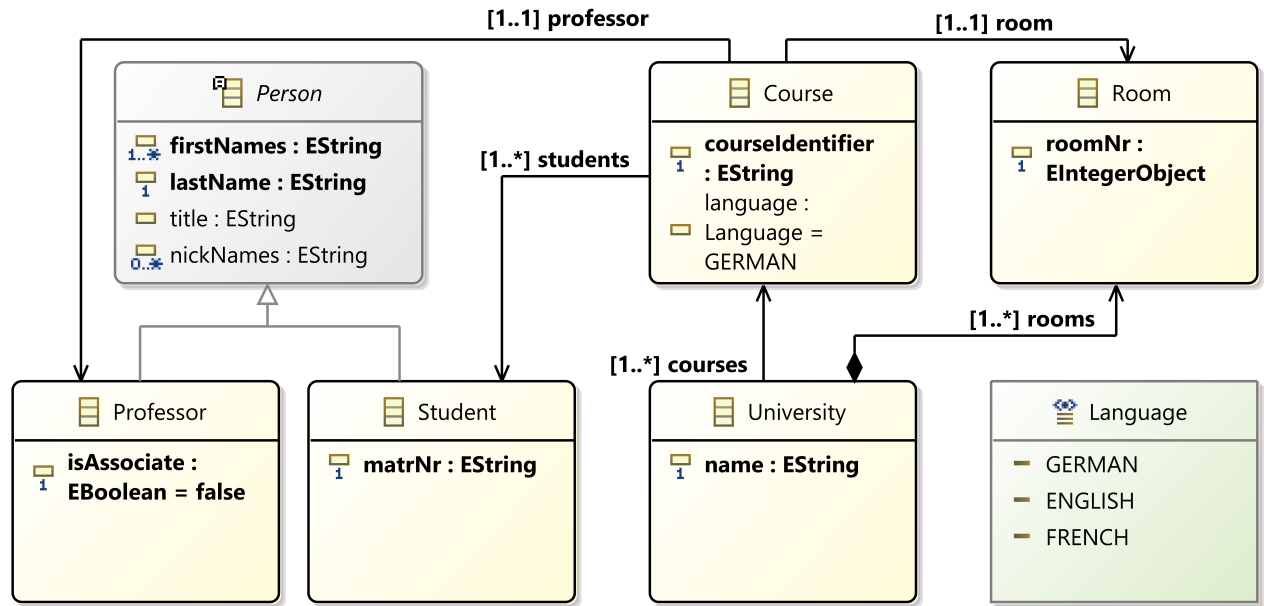 [1..1] professor
[1..1] room
Person
firstNames : EString
1..*
lastName : EString
1
title : EString
nickNames : EString
0..*
[1..*] students
Course
courseIdentifier
: EString
1
language :
Language =
GERMAN
Room
roomNr :
EIntegerObject
1
[1..*] rooms
[1..*] courses
Professor
isAssociate :
EBoolean = false
1
Student
matrNr : EString
1
University
name : EString
1
Language
GERMAN
ENGLISH
FRENCH